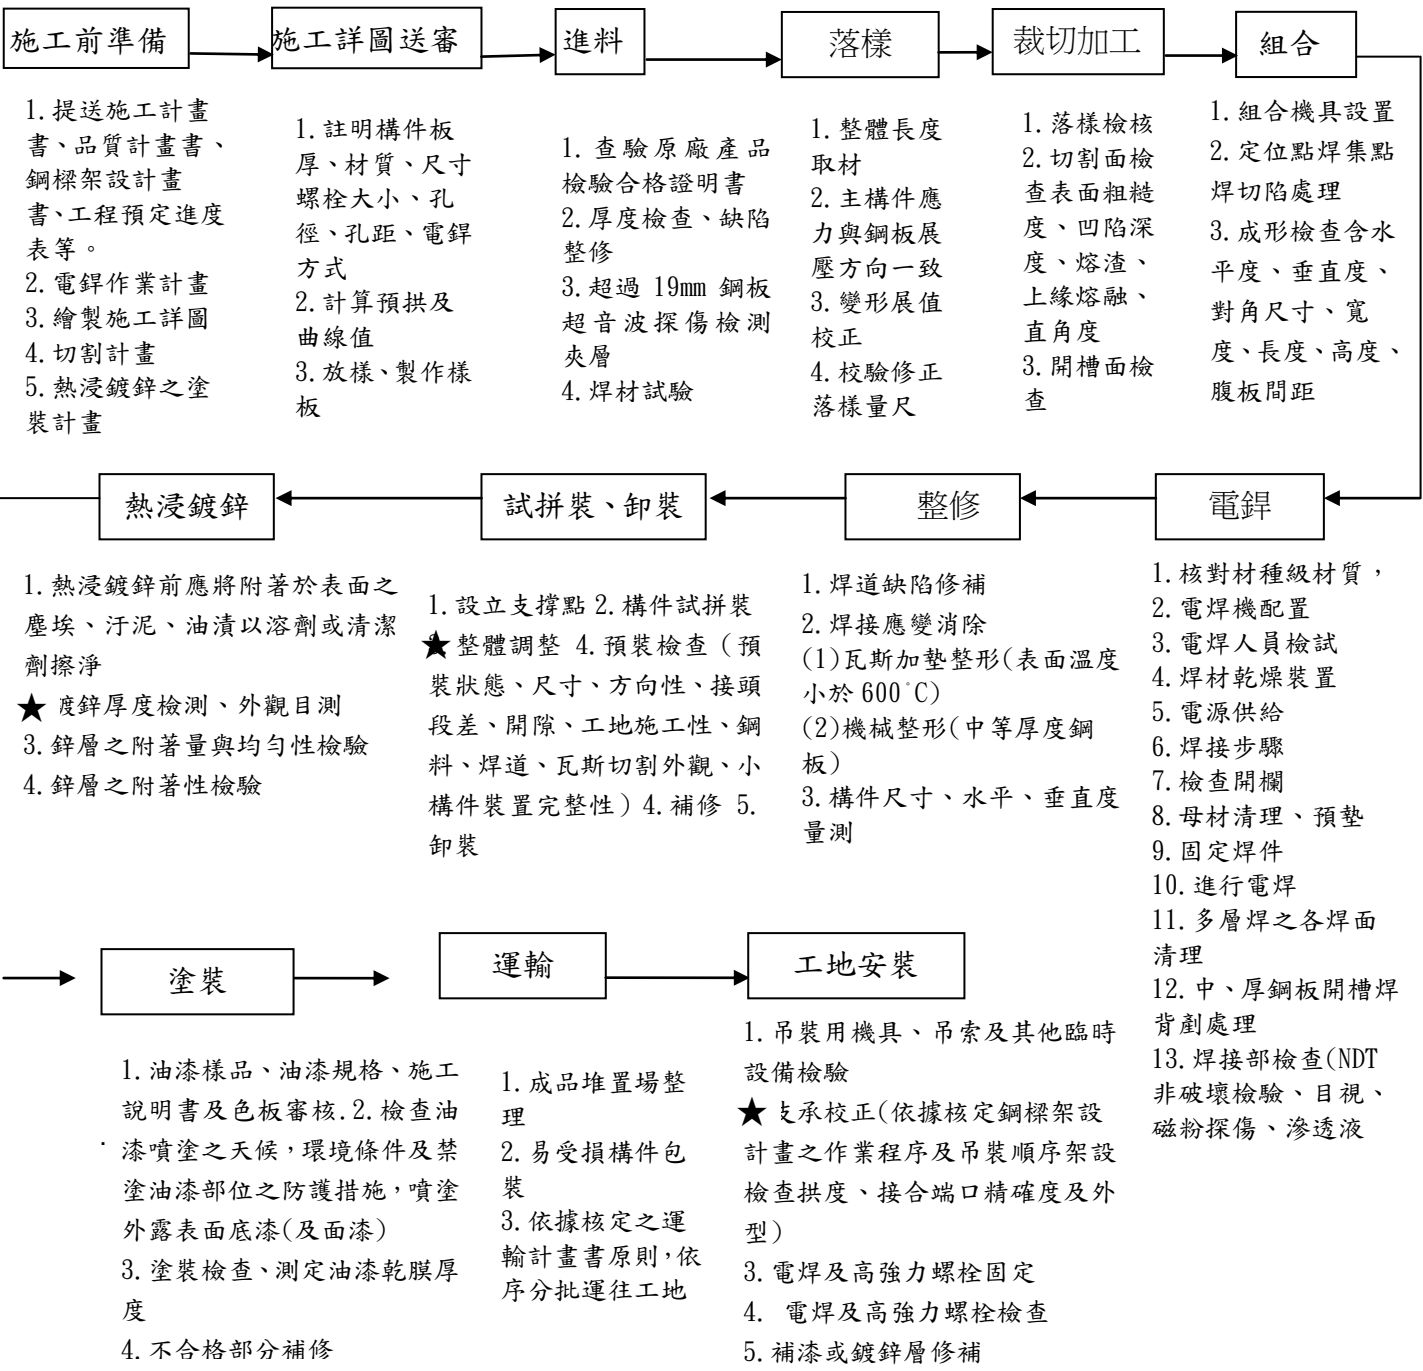 施工前準備
施工詳圖送審
進料
落樣
裁切加工
組合
1.提送施工計畫
書、品質計畫書、
鋼樑架設計畫
書、工程預定進度
表等。
2.電銲作業計畫
3.繪製施工詳圖
4.切割計畫
5.熱浸鍍鋅之塗
裝計畫
1.註明構件板
厚、材質、尺寸
螺栓大小、孔
徑、孔距、電銲
方式
2.計算預拱及
曲線值
3.放樣、製作樣
板
1.查驗原廠產品
檢驗合格證明書
2.厚度檢查、缺陷
整修
3.超過 19mm 鋼板
超音波探傷檢測
夾層
4.焊材試驗
1.整體長度
取材
2.主構件應
力與鋼板展
壓方向一致
3.變形展值
校正
4.校驗修正
落樣量尺
1.落樣檢核
2.切割面檢
查表面粗糙
度、凹陷深
度、熔渣、
上緣熔融、
直角度
3.開槽面檢
查
1.組合機具設置
2.定位點焊集點
焊切陷處理
3.成形檢查含水
平度、垂直度、
對角尺寸、寬
度、長度、高度、
腹板間距
熱浸鍍鋅
試拼裝、卸裝
整修
電銲
1.熱浸鍍鋅前應將附著於表面之
塵埃、汙泥、油漬以溶劑或清潔
劑擦淨
★鋅厚度檢測、外觀目測
3.鋅層之附著量與均勻性檢驗
4.鋅層之附著性檢驗
1.設立支撐點 2.構件試拼裝
★整體調整 4.預裝檢查(預
裝狀態、尺寸、方向性、接頭
段差、開隙、工地施工性、鋼
料、焊道、瓦斯切割外觀、小
構件裝置完整性)4.補修 5.
卸裝
1.焊道缺陷修補
2.焊接應變消除
(1)瓦斯加墊整形(表面溫度
小於 600°C)
(2)機械整形(中等厚度鋼
板)
3.構件尺寸、水平、垂直度
量測
1.核對材種級材質,
2.電焊機配置
3.電焊人員檢試
4.焊材乾燥裝置
5.電源供給
6.焊接步驟
7.檢查開欄
8.母材清理、預墊
9.固定焊件
10.進行電焊
11.多層焊之各焊面
清理
12.中、厚鋼板開槽焊
背剷處理
13.焊接部檢查(NDT
非破壞檢驗、目視、
磁粉探傷、滲透液
塗裝
運輸
工地安裝
1.油漆樣品、油漆規格、施工
說明書及色板審核.2.檢查油
漆噴塗之天候,環境條件及禁
塗油漆部位之防護措施,噴塗
外露表面底漆(及面漆)
3.塗裝檢查、測定油漆乾膜厚
度
4.不合格部分補修
1.成品堆置場整
理
2.易受損構件包
裝
3.依據核定之運
輸計畫書原則,依
序分批運往工地
1.吊裝用機具、吊索及其他臨時
設備檢驗
★承校正(依據核定鋼樑架設
計畫之作業程序及吊裝順序架設
檢查拱度、接合端口精確度及外
型)
3.電焊及高強力螺栓固定
4. 電焊及高強力螺栓檢查
5.補漆或鍍鋅層修補